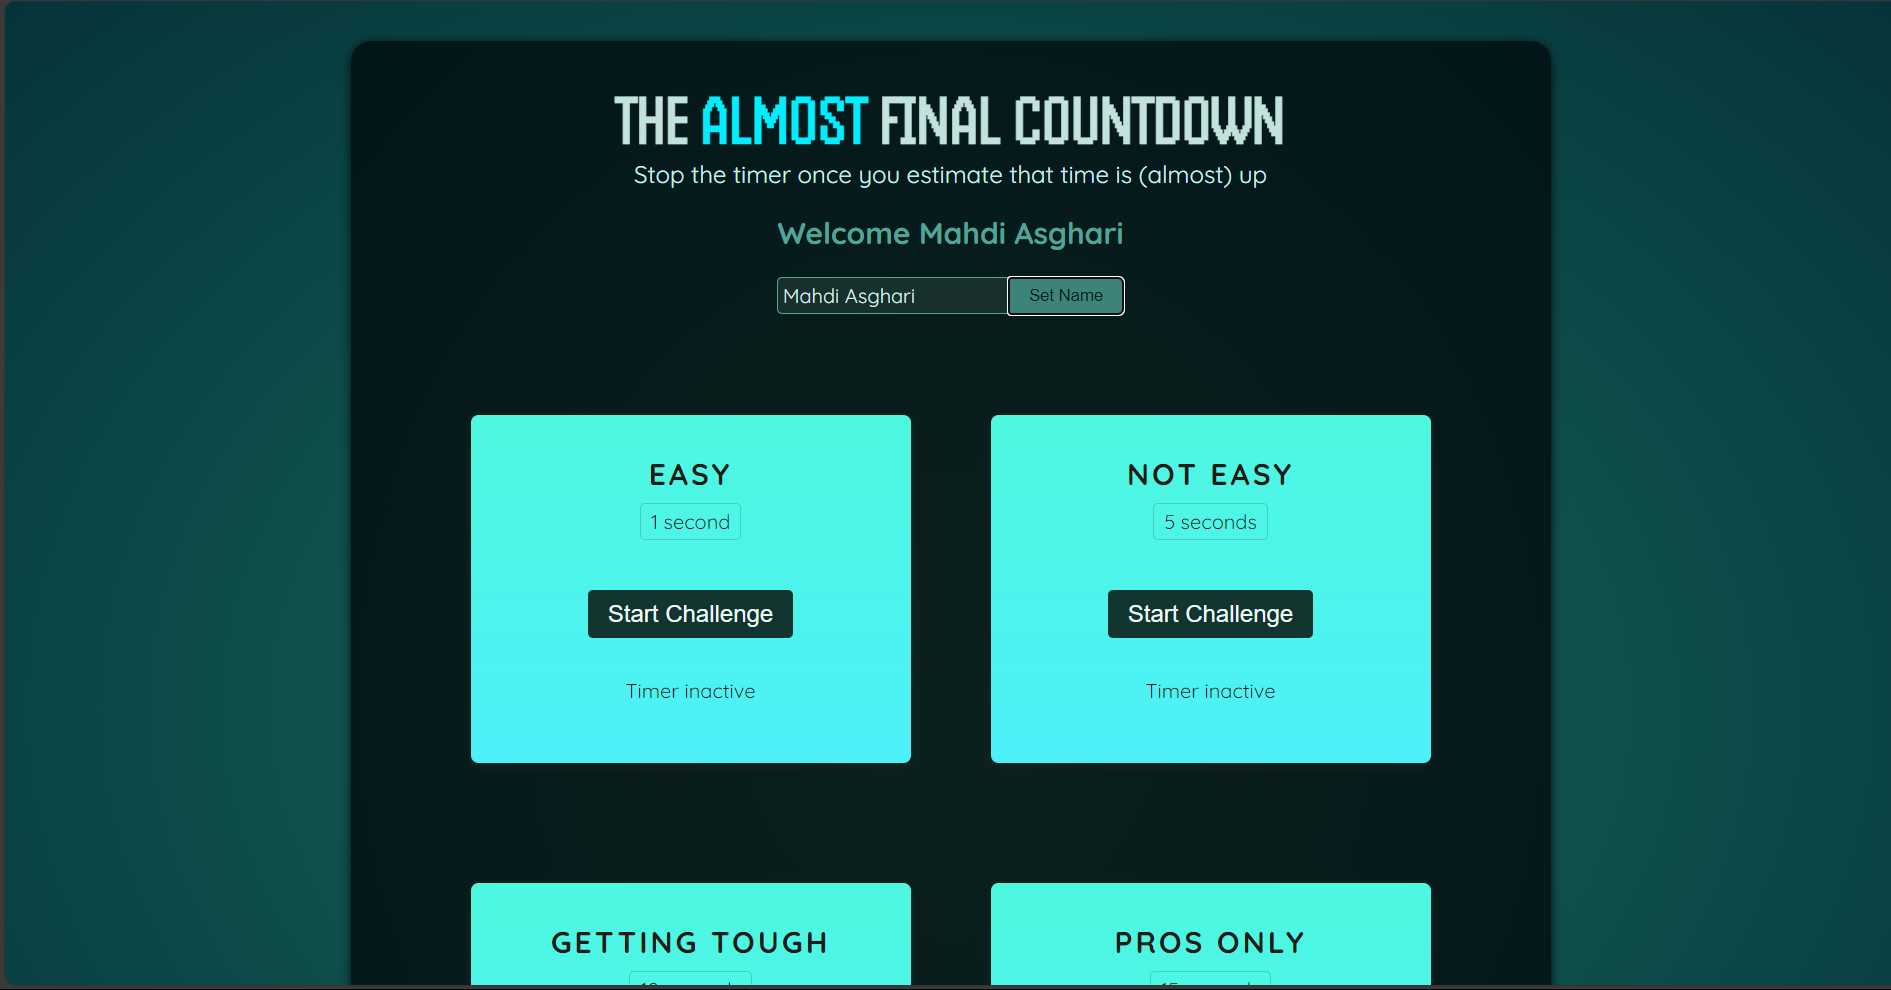 THE ALMOST FINAL COUNTDOWN
Stop the timer once you estimate that time is (almost) up
Welcome Mahdi Asghari
Mahdi Asghari Set Name
EASY
1 second
Start Challenge
Timer inactive
NOT EASY
5 seconds
Start Challenge
Timer inactive
GETTING TOUGH
PROS ONLY